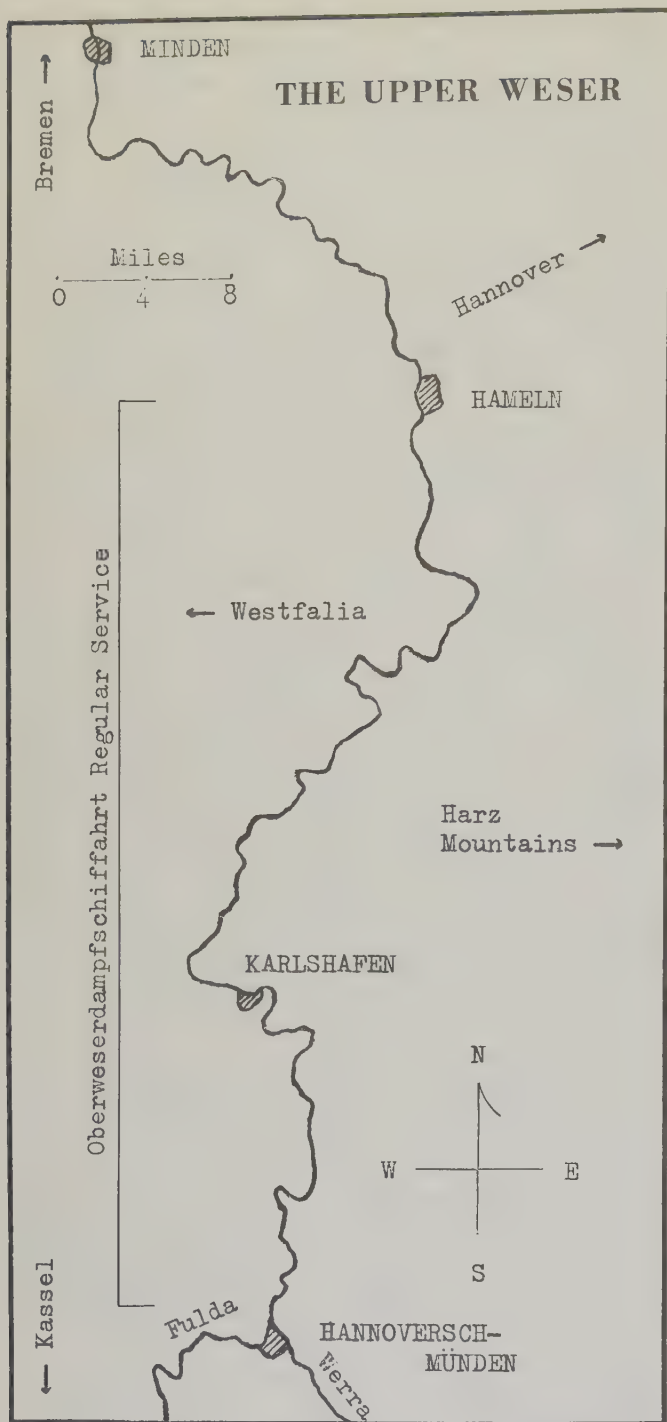 MINDEN
THE UPPER WESER
Bremen →
Miles
0 4 8
Hannover →
HAMELN
Oberweserdampfschiffahrt Regular Service
← Westfalia
Harz
Mountains →
KARLSHAFEN
N
W E
S
← Kassel
Fulda
HANNOVERSCH-
MÜNDEN
Werra